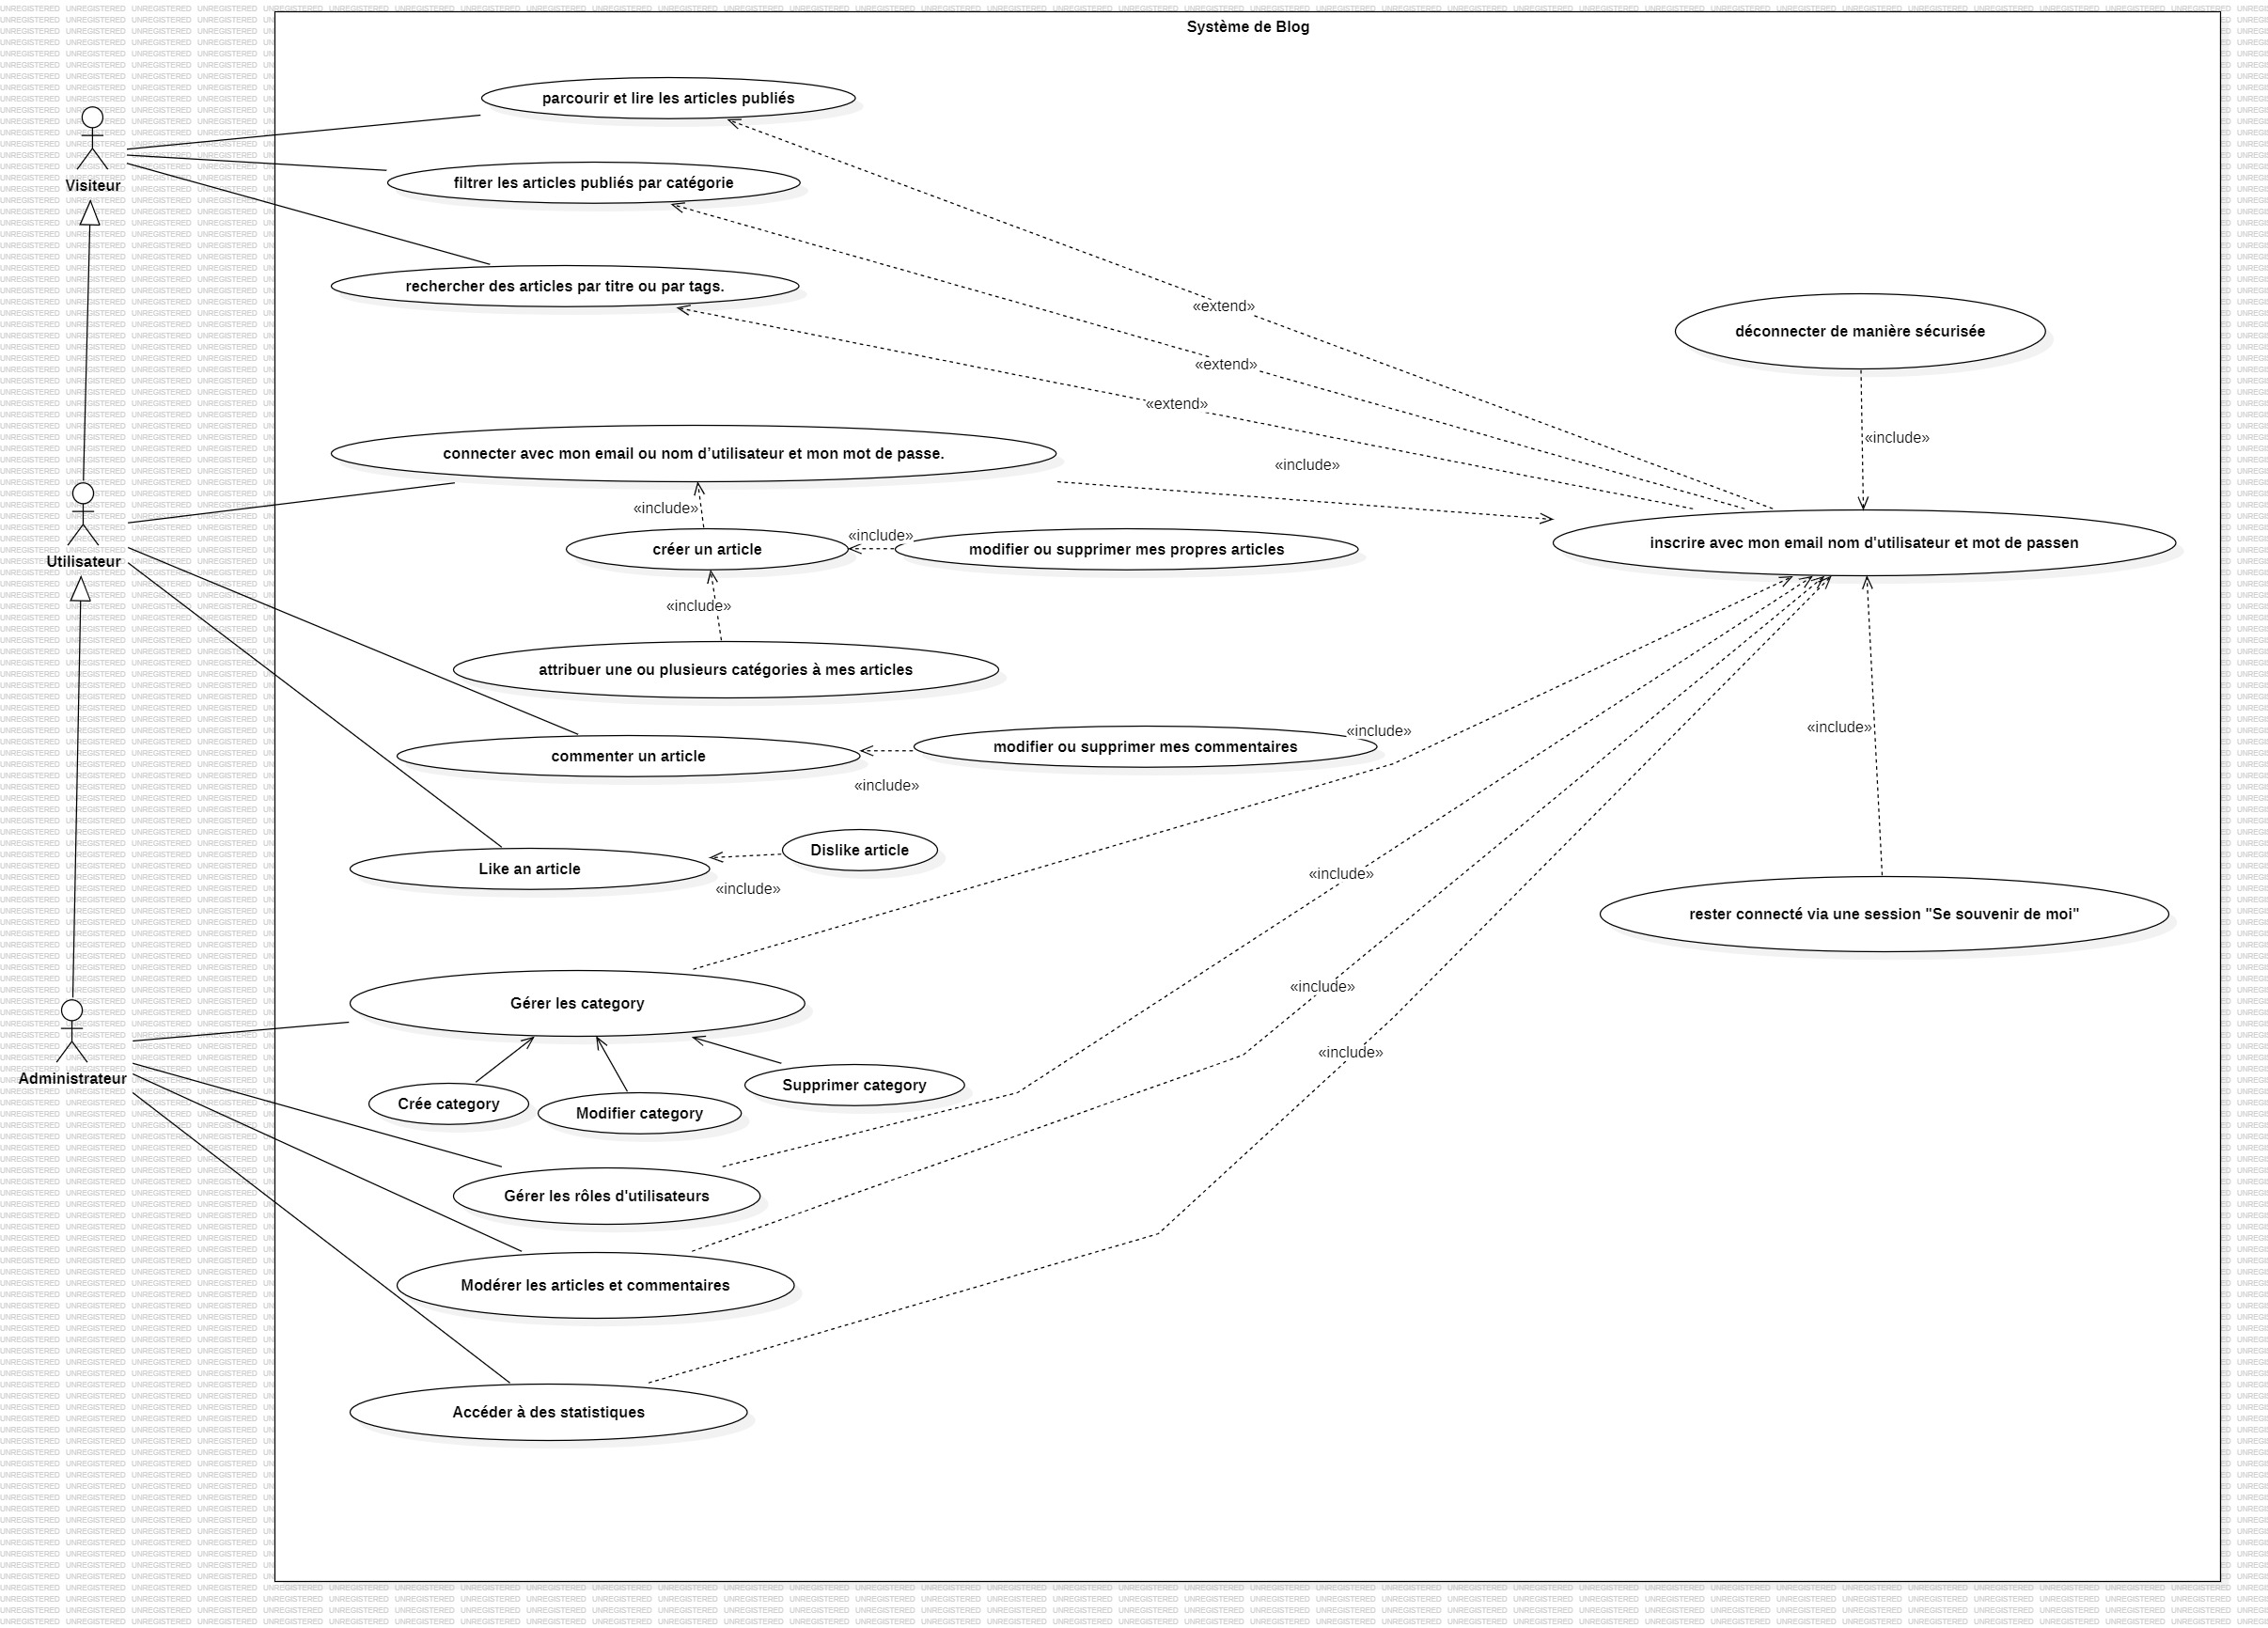 Système de Blog
parcourir et lire les articles publiés
Visiteur
filtrer les articles publiés par catégorie
rechercher des articles par titre ou par tags.
«extend»
«extend»
«extend»
déconnecter de manière sécurisée
«include»
connecter avec mon email ou nom d'utilisateur et mon mot de passe.
«include»
Utilisateur
«include»
créer un article
«include»
modifier ou supprimer mes propres articles
inscrire avec mon email nom d'utilisateur et mot de passen
«include»
attribuer une ou plusieurs catégories à mes articles
commenter un article
modifier ou supprimer mes commentaires
«include»
«include»
«include»
Like an article
Dislike article
«include»
«include»
rester connecté via une session "Se souvenir de moi"
Gérer les category
«include»
Administrateur
Crée category
Modifier category
Supprimer category
«include»
Gérer les rôles d'utilisateurs
Modérer les articles et commentaires
Accéder à des statistiques
UNREGISTERED